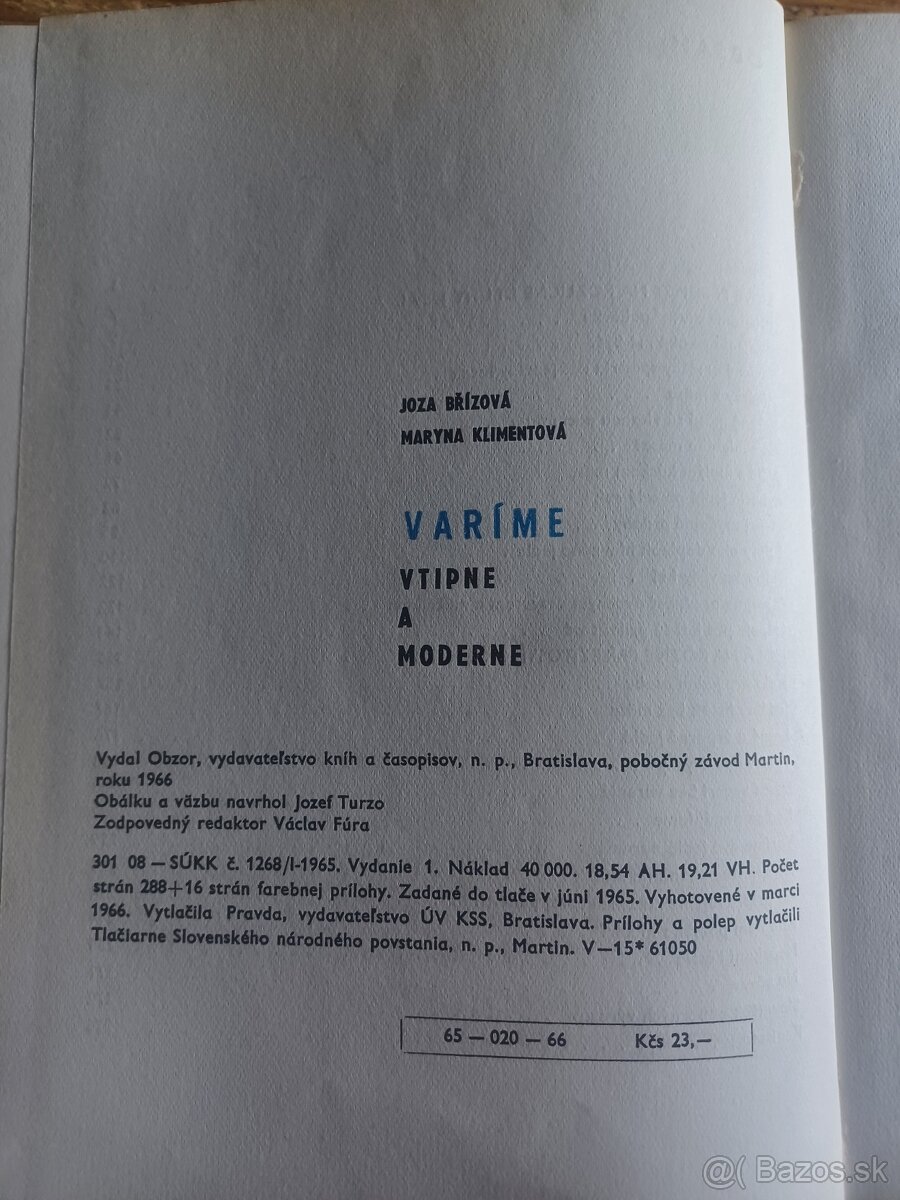 JOZA BŘÍZOVÁ
MARYNA KLIMENTOVÁ
VARÍME
VTIPNE
A
MODERNE
Vydal Obzor, vydavateľstvo kníh a časopisov, n. p., Bratislava, pobočný závod Martin,
roku 1966
Obálku a väzbu navrhol Jozef Turzo
Zodpovedný redaktor Václav Fúra
301 08 — SÚKK č. 1268/I-1965. Vydanie 1. Náklad 40 000. 18,54 AH. 19,21 VH. Počet
strán 288+16 strán farebnej prílohy. Zadané do tlače v júni 1965. Vyhotovené v marci
1966. Vytlačila Pravda, vydavateľstvo ÚV KSS, Bratislava. Prílohy a polep vytlačili
Tlačiarne Slovenského národného povstania, n. p., Martin. V—15* 61050
65 — 020 — 66 Kčs 23,—
@( Bazos.sk